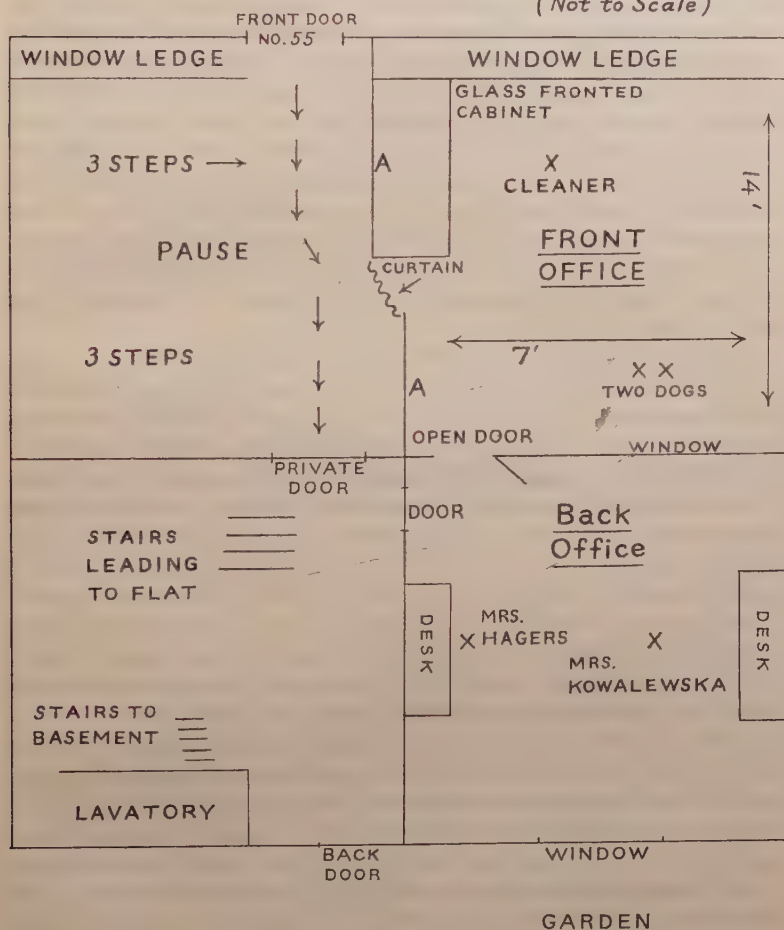 (Not to Scale)
FRONT DOOR
NO. 55
WINDOW LEDGE
WINDOW LEDGE
GLASS FRONTED
CABINET
3 STEPS
A
X
CLEANER
14'
PAUSE
FRONT
OFFICE
CURTAIN
3 STEPS
7'
X X
TWO DOGS
A
OPEN DOOR
WINDOW
PRIVATE
DOOR
DOOR
Back
Office
STAIRS
LEADING
TO FLAT
DESK
X MRS.
HAGERS
X
MRS.
KOWALEWSKA
DESK
STAIRS TO
BASEMENT
LAVATORY
BACK
DOOR
WINDOW
GARDEN